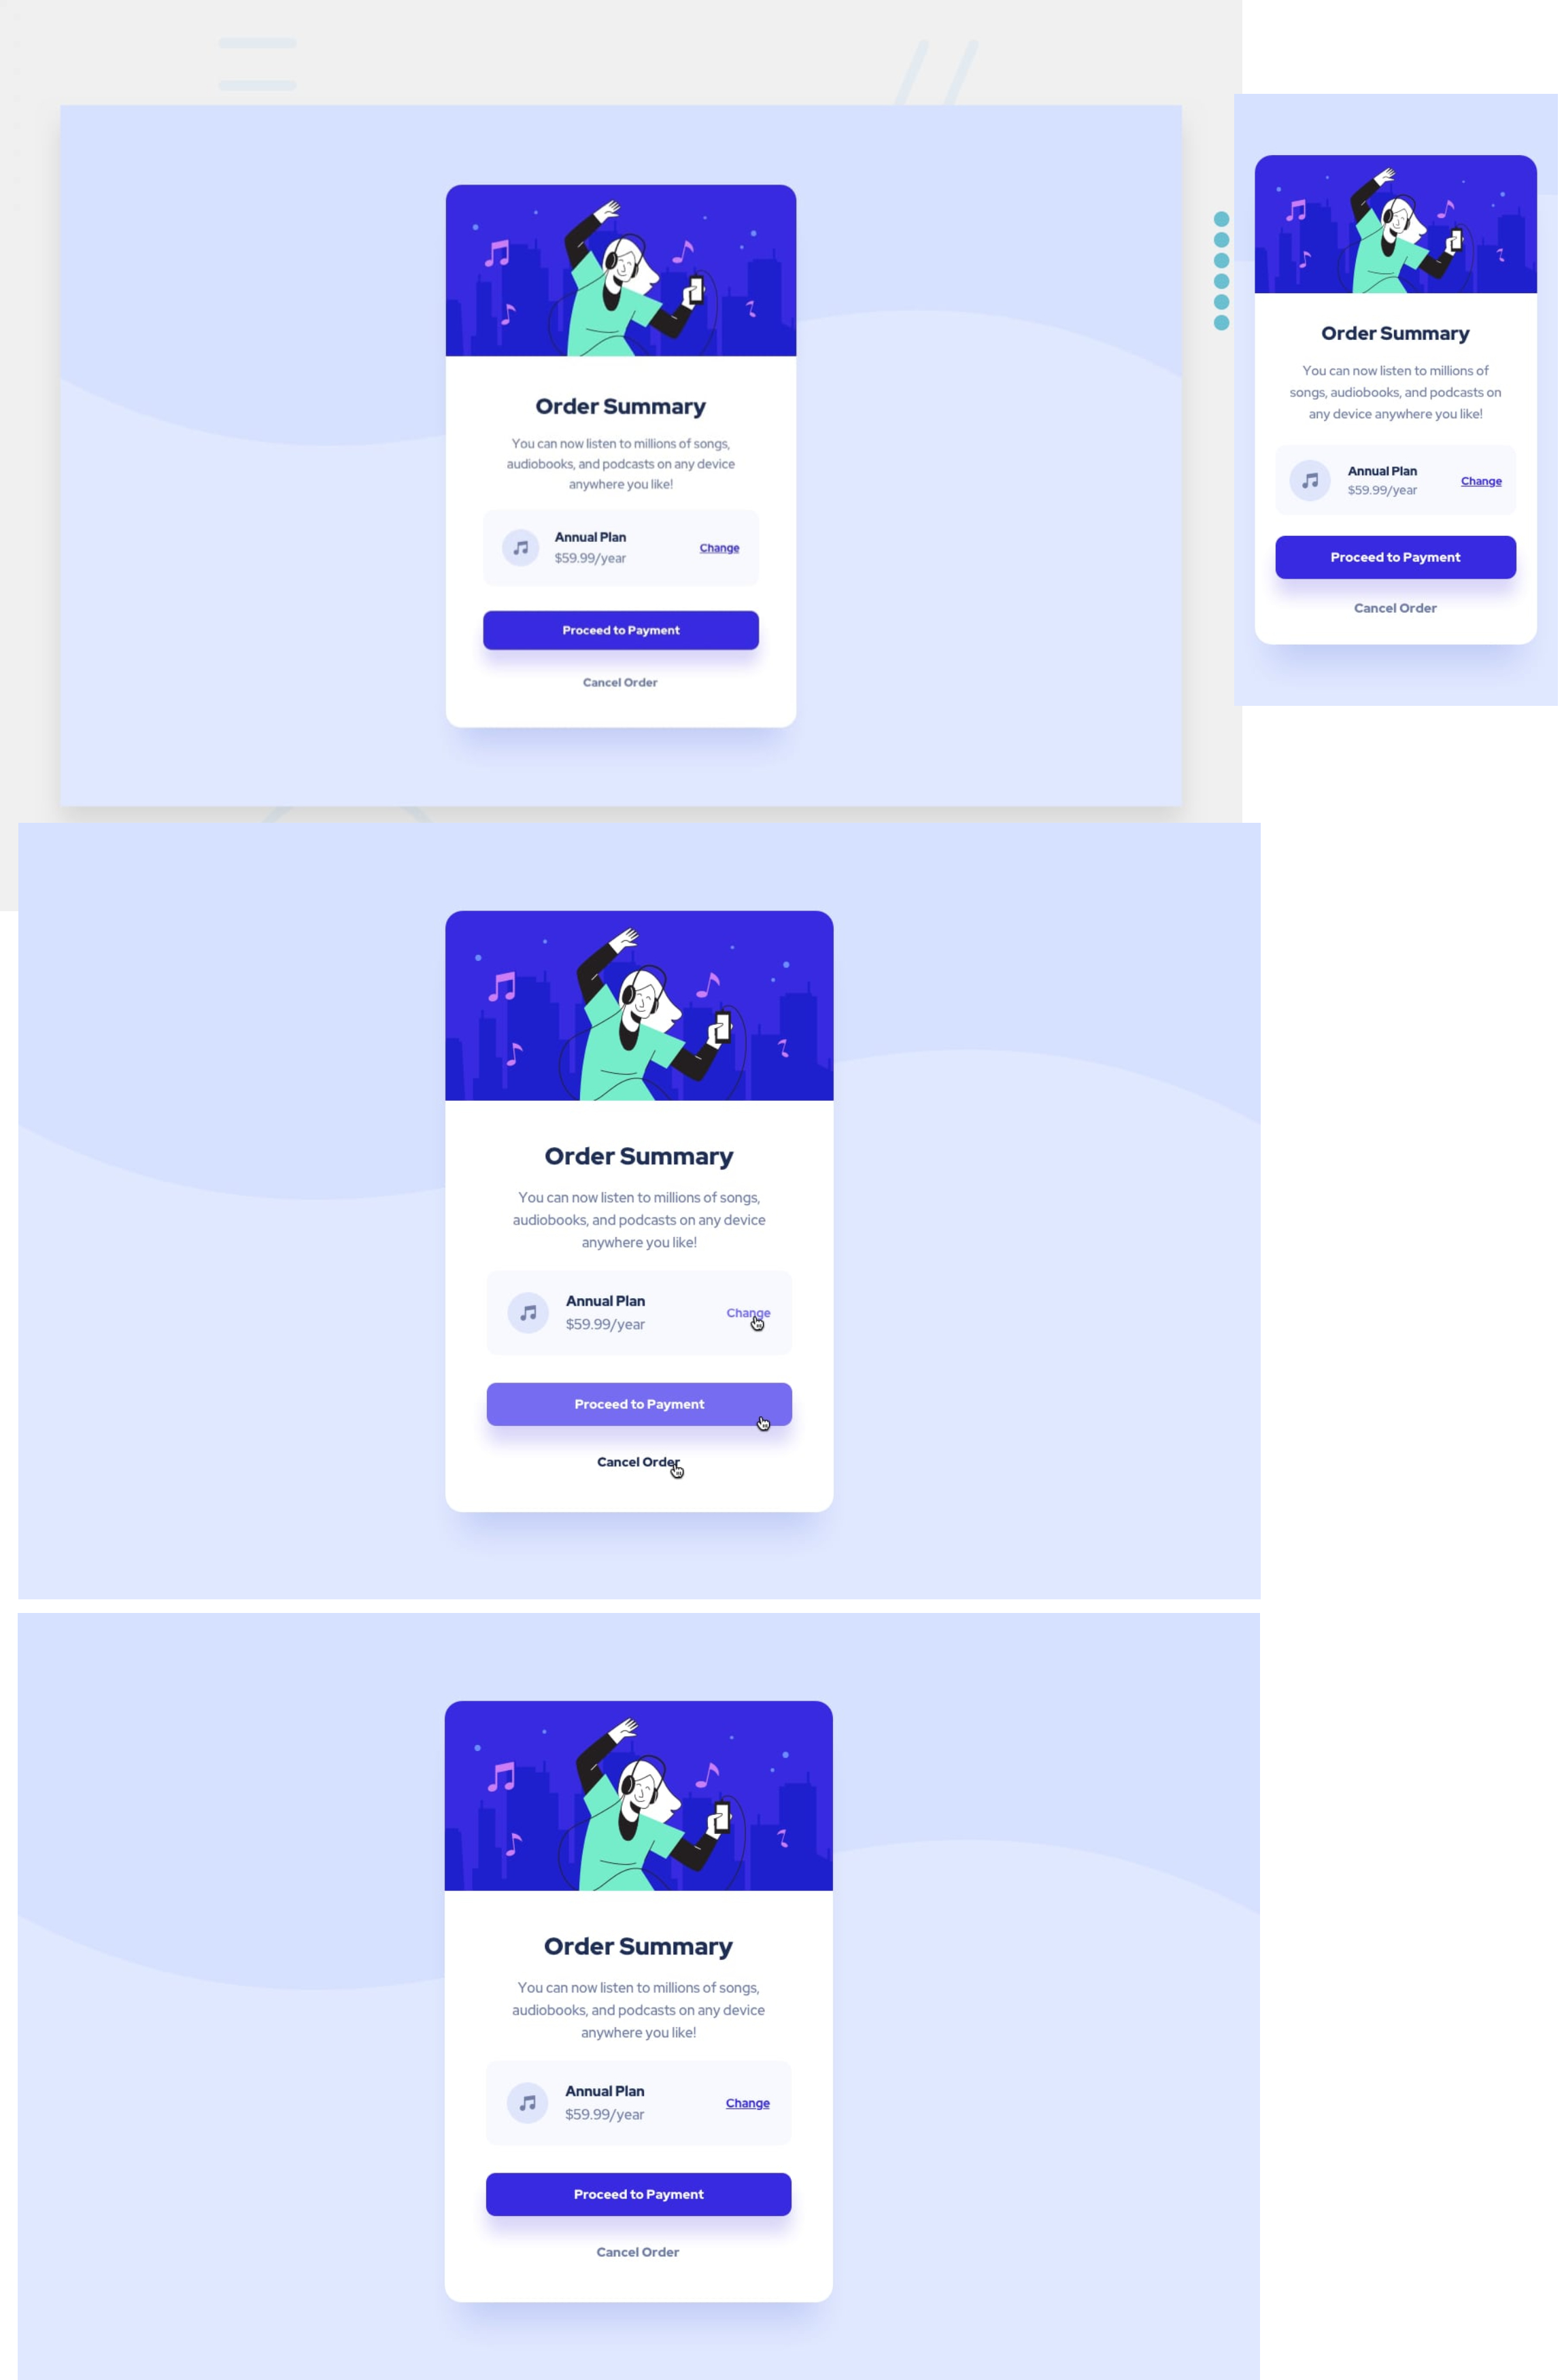 Order Summary
You can now listen to millions of songs,
audiobooks, and podcasts on any device
anywhere you like!
Annual Plan
$59.99/year
Change
Proceed to Payment
Cancel Order
Order Summary
You can now listen to millions of
songs, audiobooks, and podcasts on
any device anywhere you like!
Annual Plan
$59.99/year
Change
Proceed to Payment
Cancel Order
Order Summary
You can now listen to millions of songs,
audiobooks, and podcasts on any device
anywhere you like!
Annual Plan
$59.99/year
Change
Proceed to Payment
Cancel Order
Order Summary
You can now listen to millions of songs,
audiobooks, and podcasts on any device
anywhere you like!
Annual Plan
$59.99/year
Change
Proceed to Payment
Cancel Order